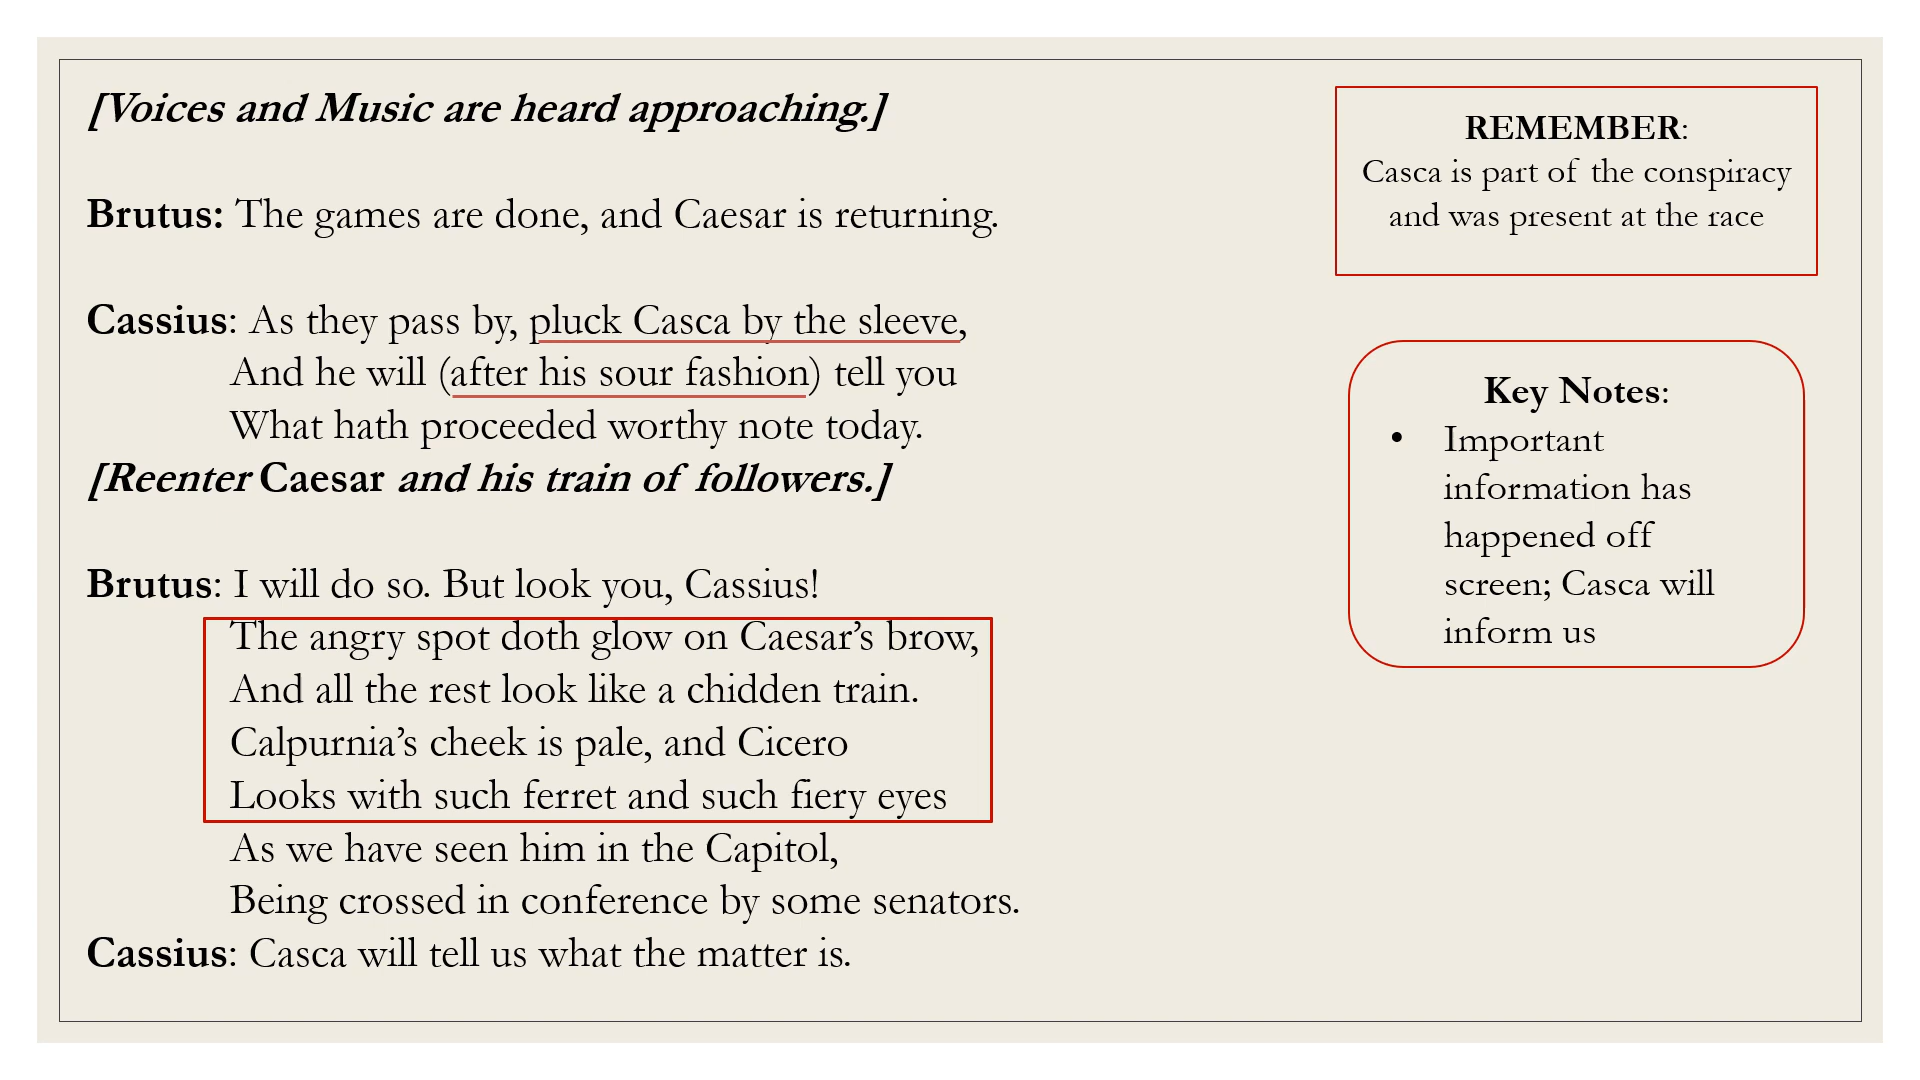 [Voices and Music are heard approaching.]
Brutus: The games are done, and Caesar is returning.
Cassius: As they pass by, pluck Casca by the sleeve,
And he will (after his sour fashion) tell you
What hath proceeded worthy note today.
[Reenter Caesar and his train of followers.]
Brutus: I will do so. But look you, Cassius!
The angry spot doth glow on Caesar’s brow,
And all the rest look like a chidden train.
Calpurnia’s cheek is pale, and Cicero
Looks with such ferret and such fiery eyes
As we have seen him in the Capitol,
Being crossed in conference by some senators.
Cassius: Casca will tell us what the matter is.
REMEMBER:
Casca is part of the conspiracy
and was present at the race
Key Notes:
• Important
information has
happened off
screen; Casca will
inform us